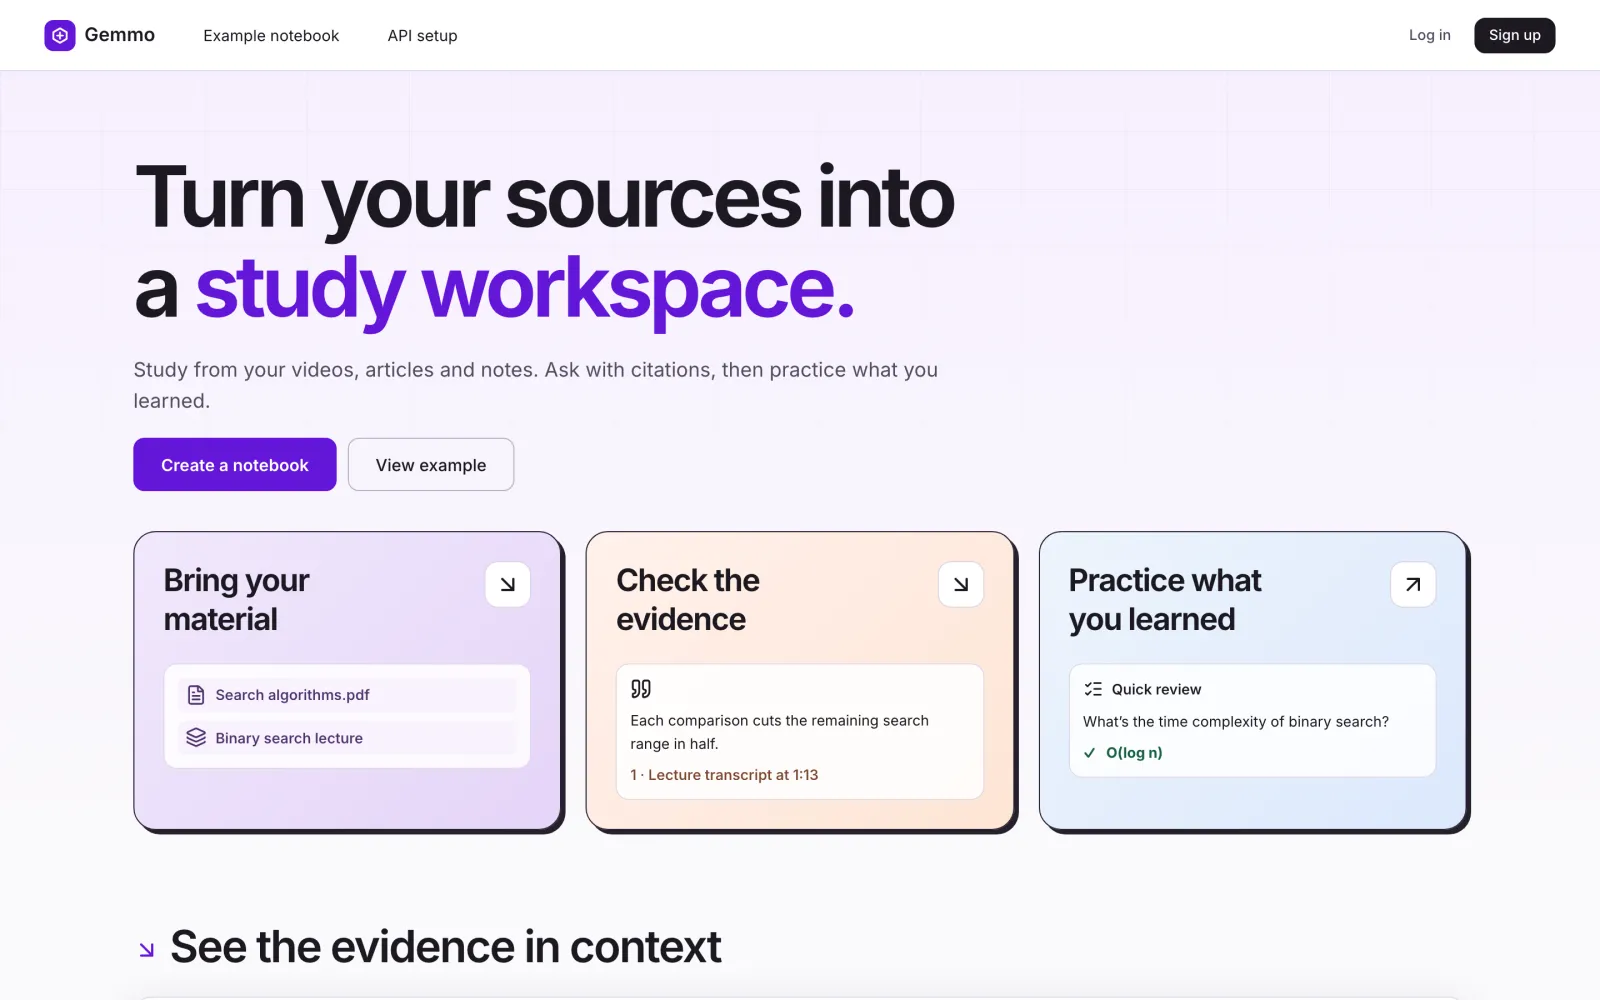 Gemmo
Example notebook
API setup
Log in
Sign up
Turn your sources into
a study workspace.
Study from your videos, articles and notes. Ask with citations, then practice what you
learned.
Create a notebook
View example
Bring your
material
Search algorithms.pdf
Binary search lecture
Check the
evidence
Each comparison cuts the remaining search
range in half.
1 · Lecture transcript at 1:13
Practice what
you learned
Quick review
What’s the time complexity of binary search?
O(log n)
See the evidence in context